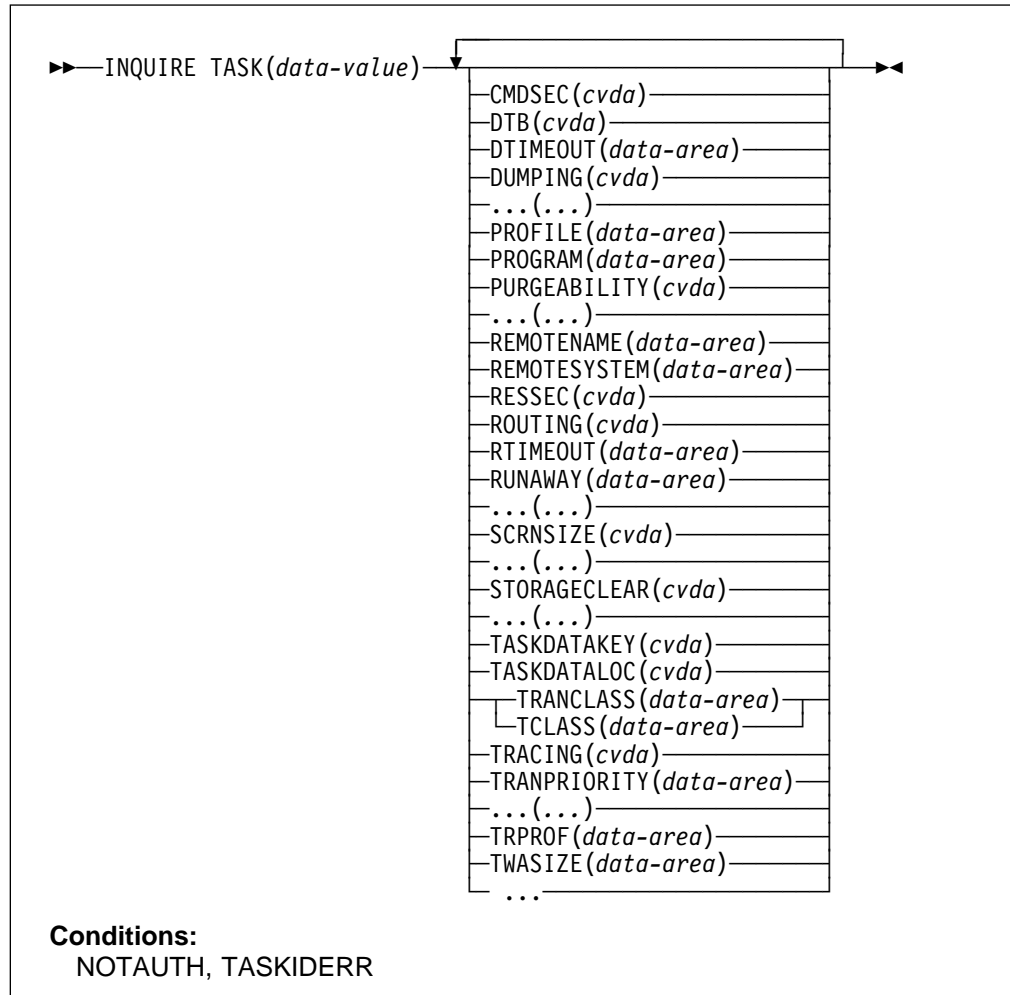 INQUIRE TASK(data-value)
CMDSEC(cvda)
DTB(cvda)
DTIMEOUT(data-area)
DUMPING(cvda)
...(...)
PROFILE(data-area)
PROGRAM(data-area)
PURGEABILITY(cvda)
...(...)
REMOTENAME(data-area)
REMOTESYSTEM(data-area)
RESSEC(cvda)
ROUTING(cvda)
RTIMEOUT(data-area)
RUNAWAY(data-area)
...(...)
SCRNSIZE(cvda)
...(...)
STORAGECLEAR(cvda)
...(...)
TASKDATAKEY(cvda)
TASKDATALOC(cvda)
TRANCLASS(data-area)
TCLASS(data-area)
TRACING(cvda)
TRANPRIORITY(data-area)
...(...)
TRPROF(data-area)
TWASIZE(data-area)
...
Conditions:
NOTAUTH, TASKIDERR